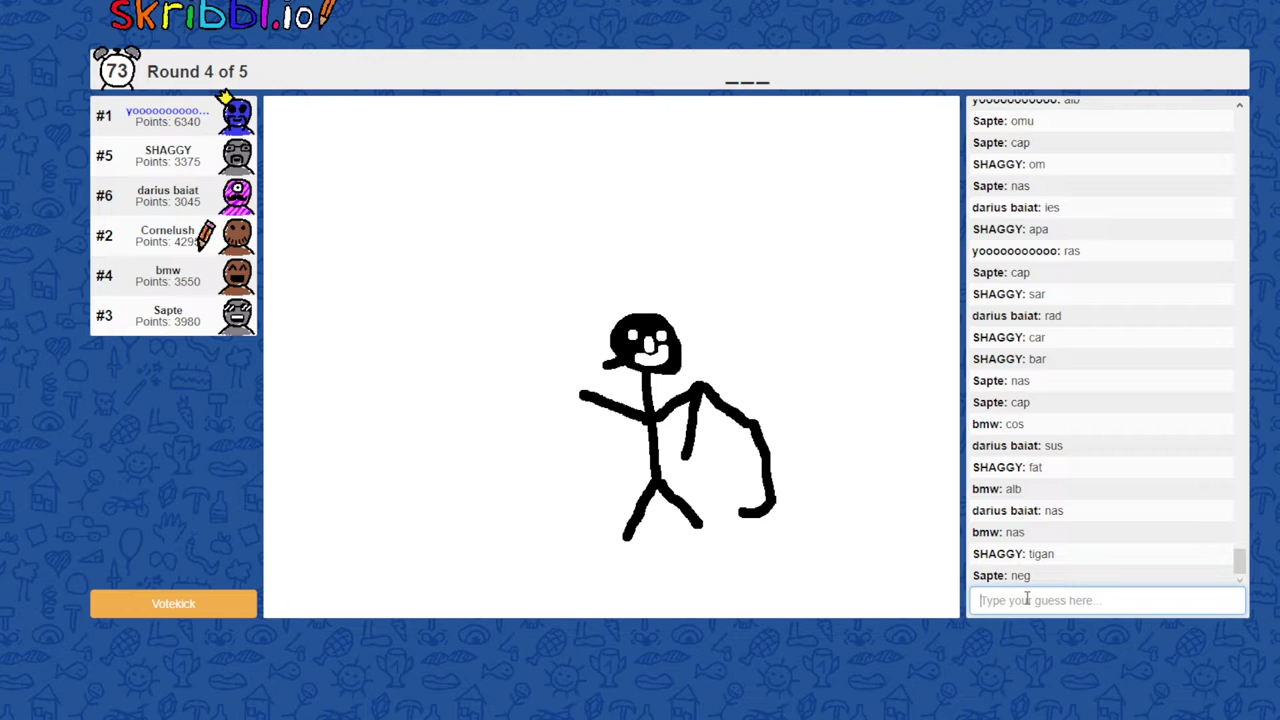 skribbl.io
73 Round 4 of 5
_ _ _
#1 yoooooooooo... Points: 6340
#5 SHAGGY Points: 3375
#6 darius baiat Points: 3045
#2 Cornelush Points: 4295
#4 bmw Points: 3550
#3 Sapte Points: 3980
Votekick
yooooooooooo: alb
Sapte: omu
Sapte: cap
SHAGGY: om
Sapte: nas
darius baiat: ies
SHAGGY: apa
yooooooooooo: ras
Sapte: cap
SHAGGY: sar
darius baiat: rad
SHAGGY: car
SHAGGY: bar
Sapte: nas
Sapte: cap
bmw: cos
darius baiat: sus
SHAGGY: fat
bmw: alb
darius baiat: nas
bmw: nas
SHAGGY: tigan
Sapte: neg
Type your guess here...